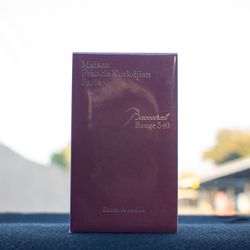 Maison
Francis Kurkdjian
Paris
Baccarat
Rouge 540
Extrait de parfum